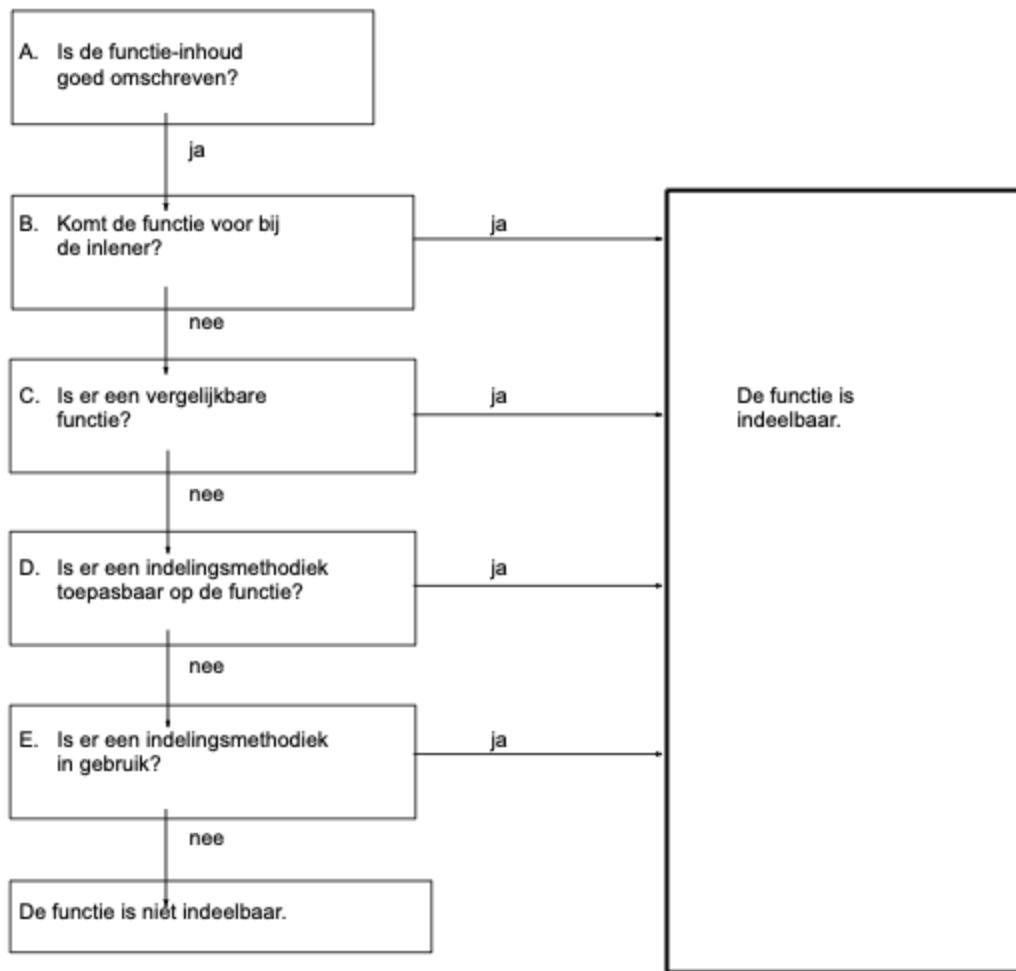 A. Is de functie-inhoud
goed omschreven?
ja
B. Komt de functie voor bij
de inlener?
ja
nee
C. Is er een vergelijkbare
functie?
ja
De functie is
indeelbaar.
nee
D. Is er een indelingsmethodiek
toepasbaar op de functie?
ja
nee
E. Is er een indelingsmethodiek
in gebruik?
ja
nee
De functie is niet indeelbaar.